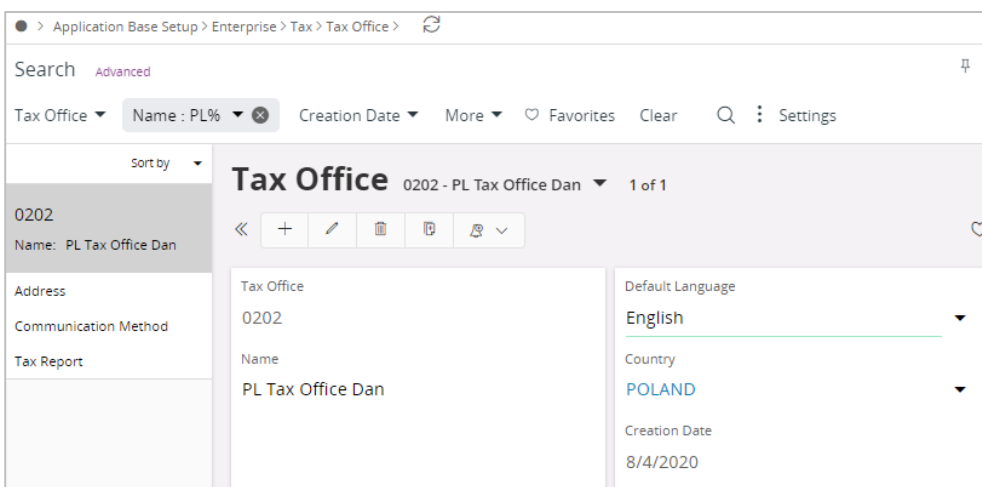 Application Base Setup > Enterprise > Tax > Tax Office >
Search Advanced
Tax Office Name : PL% Creation Date More Favorites Clear Settings
Sort by
0202
Name: PL Tax Office Dan
Address
Communication Method
Tax Report
Tax Office 0202 - PL Tax Office Dan 1 of 1
Tax Office
0202
Name
PL Tax Office Dan
Default Language
English
Country
POLAND
Creation Date
8/4/2020